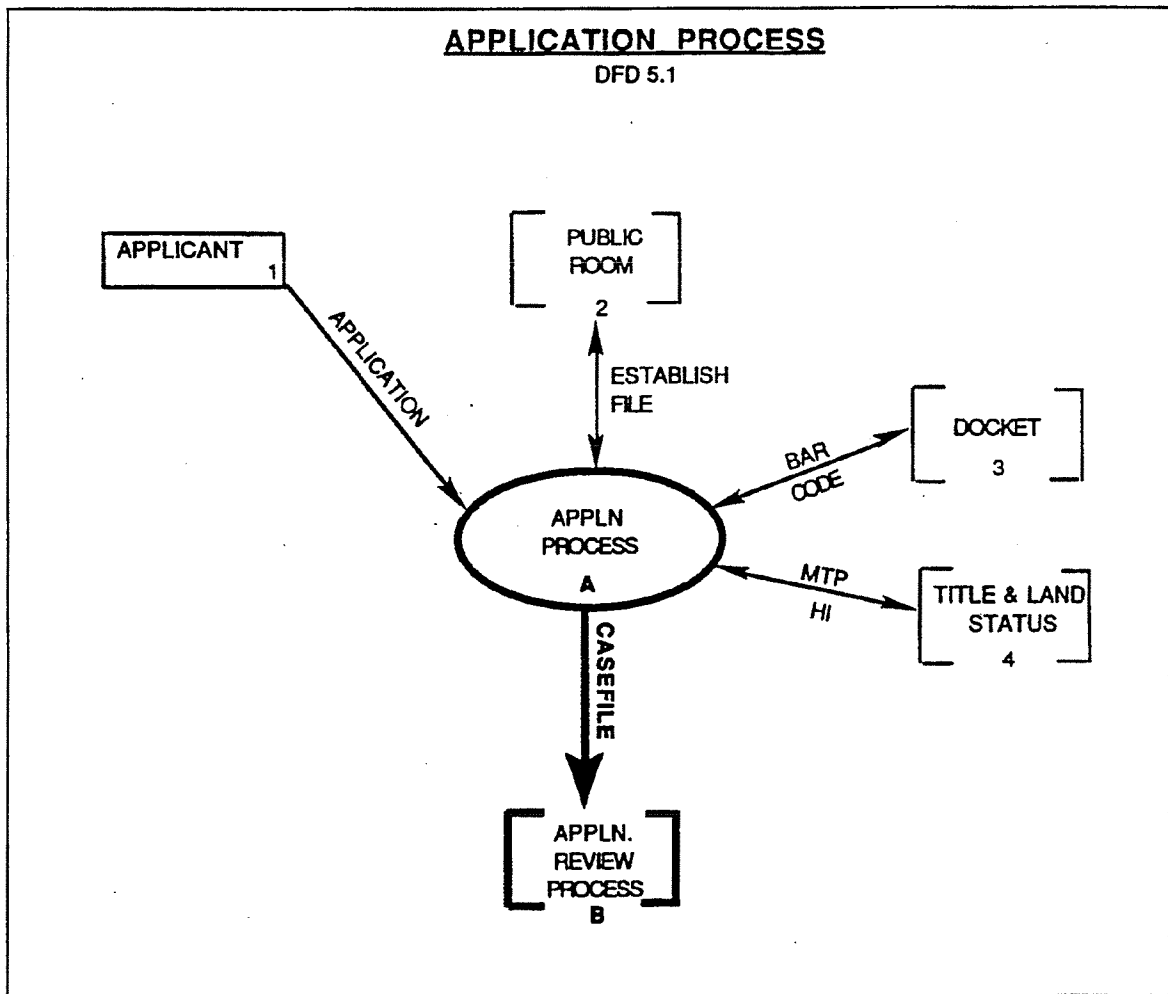 APPLICATION PROCESS
DFD 5.1
APPLICANT
1
PUBLIC
ROOM
2
APPLICATION
ESTABLISH
FILE
DOCKET
3
BAR
CODE
APPLN
PROCESS
A
MTP
HI
TITLE & LAND
STATUS
4
CASEFILE
APPLN.
REVIEW
PROCESS
B